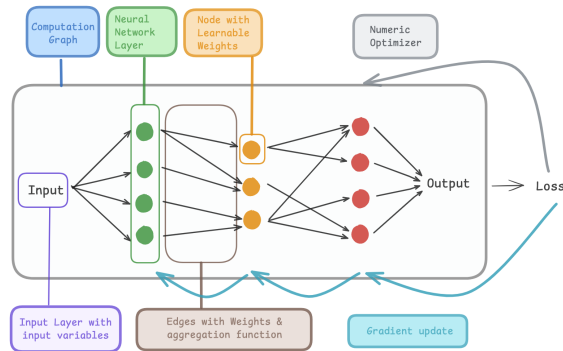 Computation
Graph
Neural
Network
Layer
Node with
Learnable
Weights
Numeric
Optimizer
Input
Output
Loss
Input Layer with
input variables
Edges with Weights &
aggregation function
Gradient update